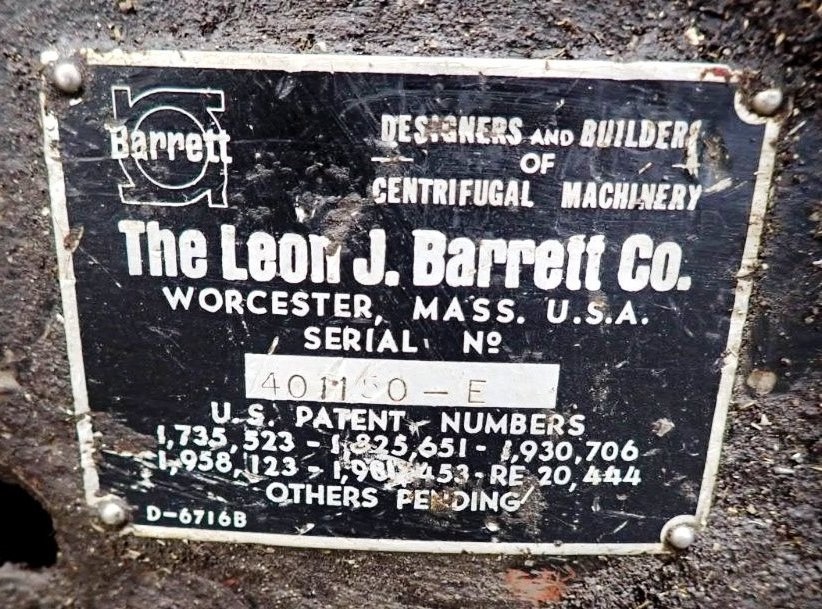 Barrett
DESIGNERS AND BUILDERS
OF
CENTRIFUGAL MACHINERY
The Leon J. Barrett Co.
WORCESTER, MASS. U.S.A.
SERIAL Nº
- E
U.S. PATENT NUMBERS
1,735,523 - 1,825,651 - 1,930,706
1,958,123 - RE 20,444
OTHERS PENDING
D-6716B